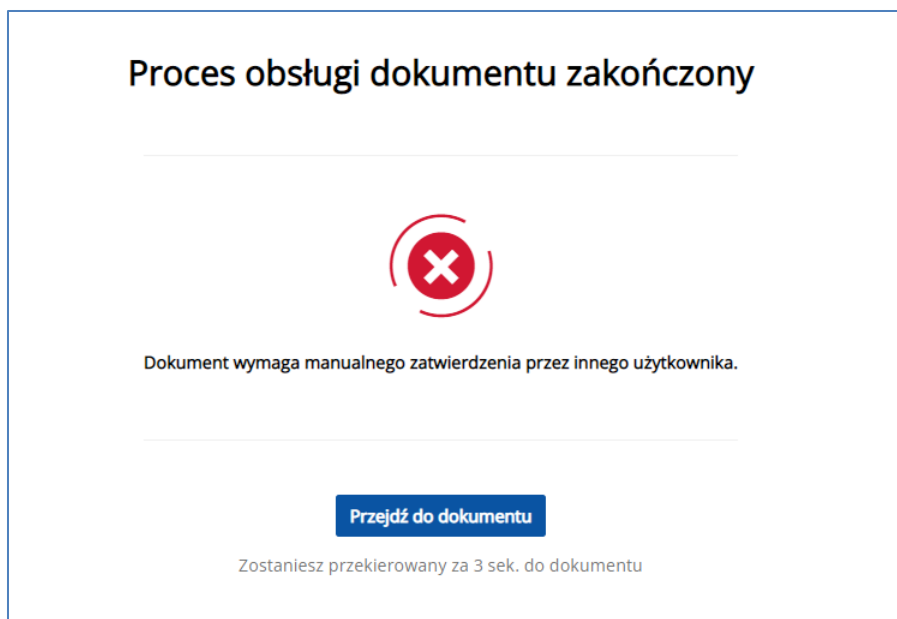 Proces obsługi dokumentu zakończony
Dokument wymaga manualnego zatwierdzenia przez innego użytkownika.
Przejdź do dokumentu
Zostaniesz przekierowany za 3 sek. do dokumentu